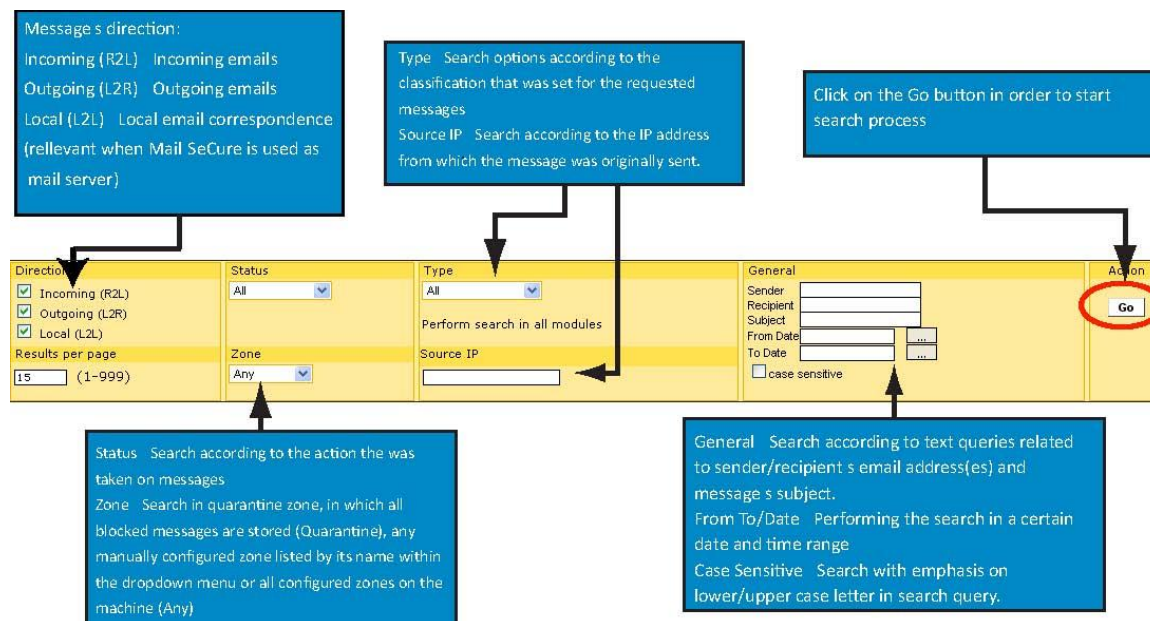 Message s direction:
Incoming (R2L) Incoming emails
Outgoing (L2R) Outgoing emails
Local (L2L) Local email correspondence
(rellevant when Mail SeCure is used as
mail server)
Type Search options according to the
classification that was set for the requested
messages
Source IP Search according to the IP address
from which the message was originally sent.
Click on the Go button in order to start
search process
Direction
Incoming (R2L)
Outgoing (L2R)
Local (L2L)
Results per page
15 (1-999)
Status
All
Zone
Any
Type
All
Perform search in all modules
Source IP
General
Sender
Recipient
Subject
From Date ...
To Date ...
case sensitive
Action
Go
Status Search according to the action the was
taken on messages
Zone Search in quarantine zone, in which all
blocked messages are stored (Quarantine), any
manually configured zone listed by its name within
the dropdown menu or all configured zones on the
machine (Any)
General Search according to text queries related
to sender/recipient s email address(es) and
message s subject.
From To/Date Performing the search in a certain
date and time range
Case Sensitive Search with emphasis on
lower/upper case letter in search query.